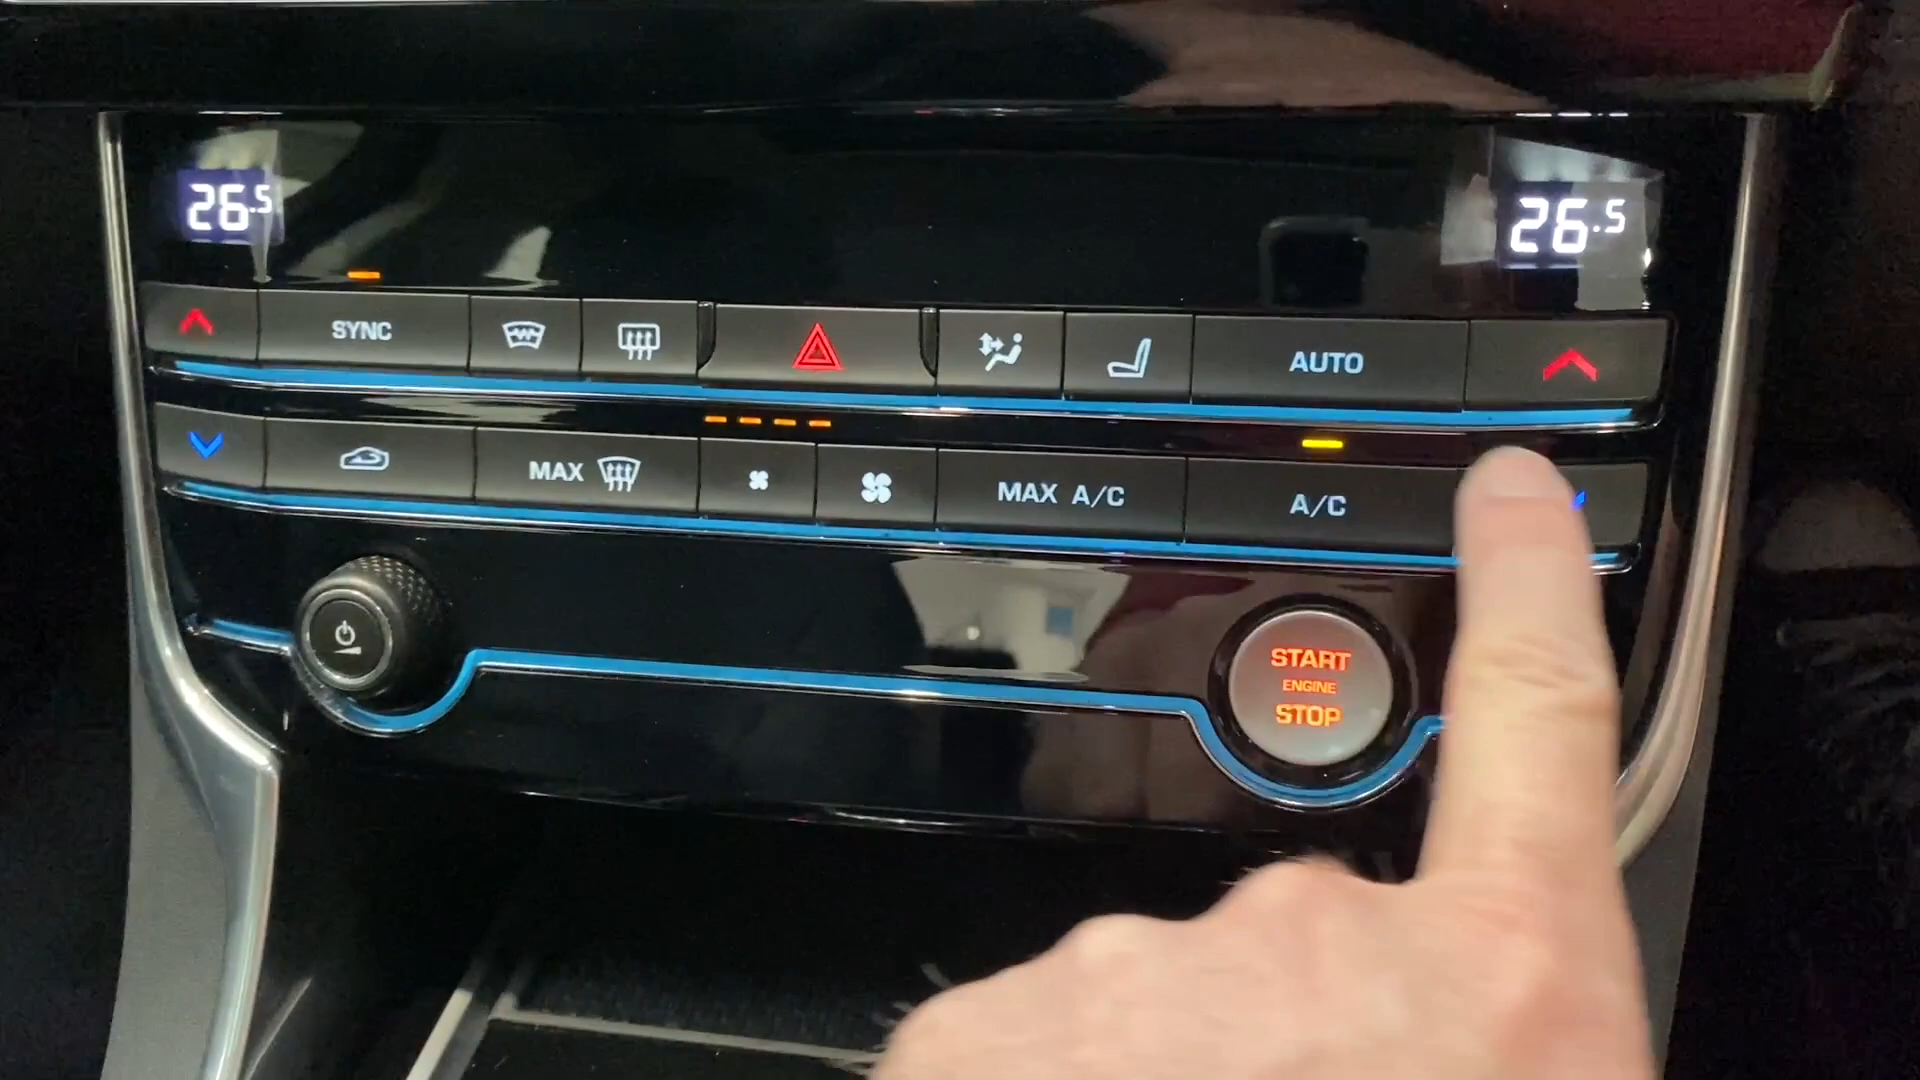 26.5
26.5
SYNC
AUTO
MAX
MAX A/C
A/C
START
ENGINE
STOP